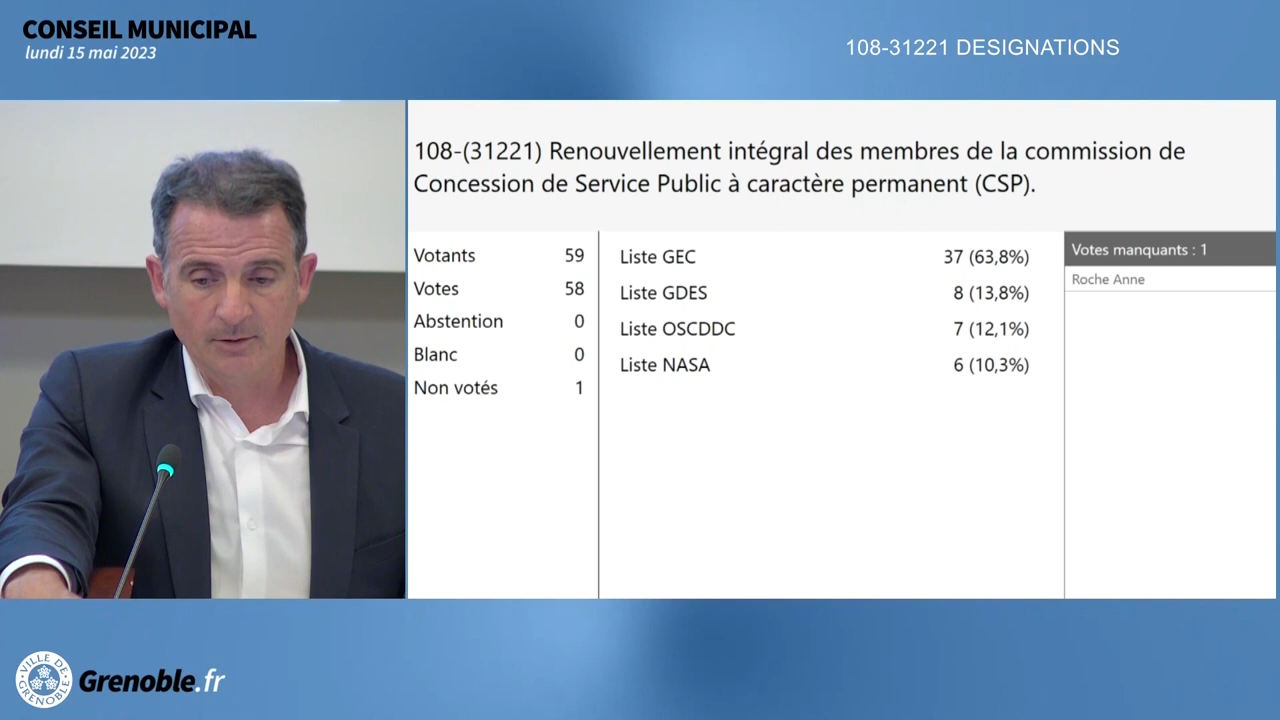 CONSEIL MUNICIPAL
lundi 15 mai 2023
108-31221 DESIGNATIONS
108-(31221) Renouvellement intégral des membres de la commission de
Concession de Service Public à caractère permanent (CSP).
Votants 59
Votes 58
Abstention 0
Blanc 0
Non votés 1
Liste GEC 37 (63,8%)
Liste GDES 8 (13,8%)
Liste OSCDDC 7 (12,1%)
Liste NASA 6 (10,3%)
Votes manquants : 1
Roche Anne
VILLE DE
GRENOBLE
Grenoble.fr